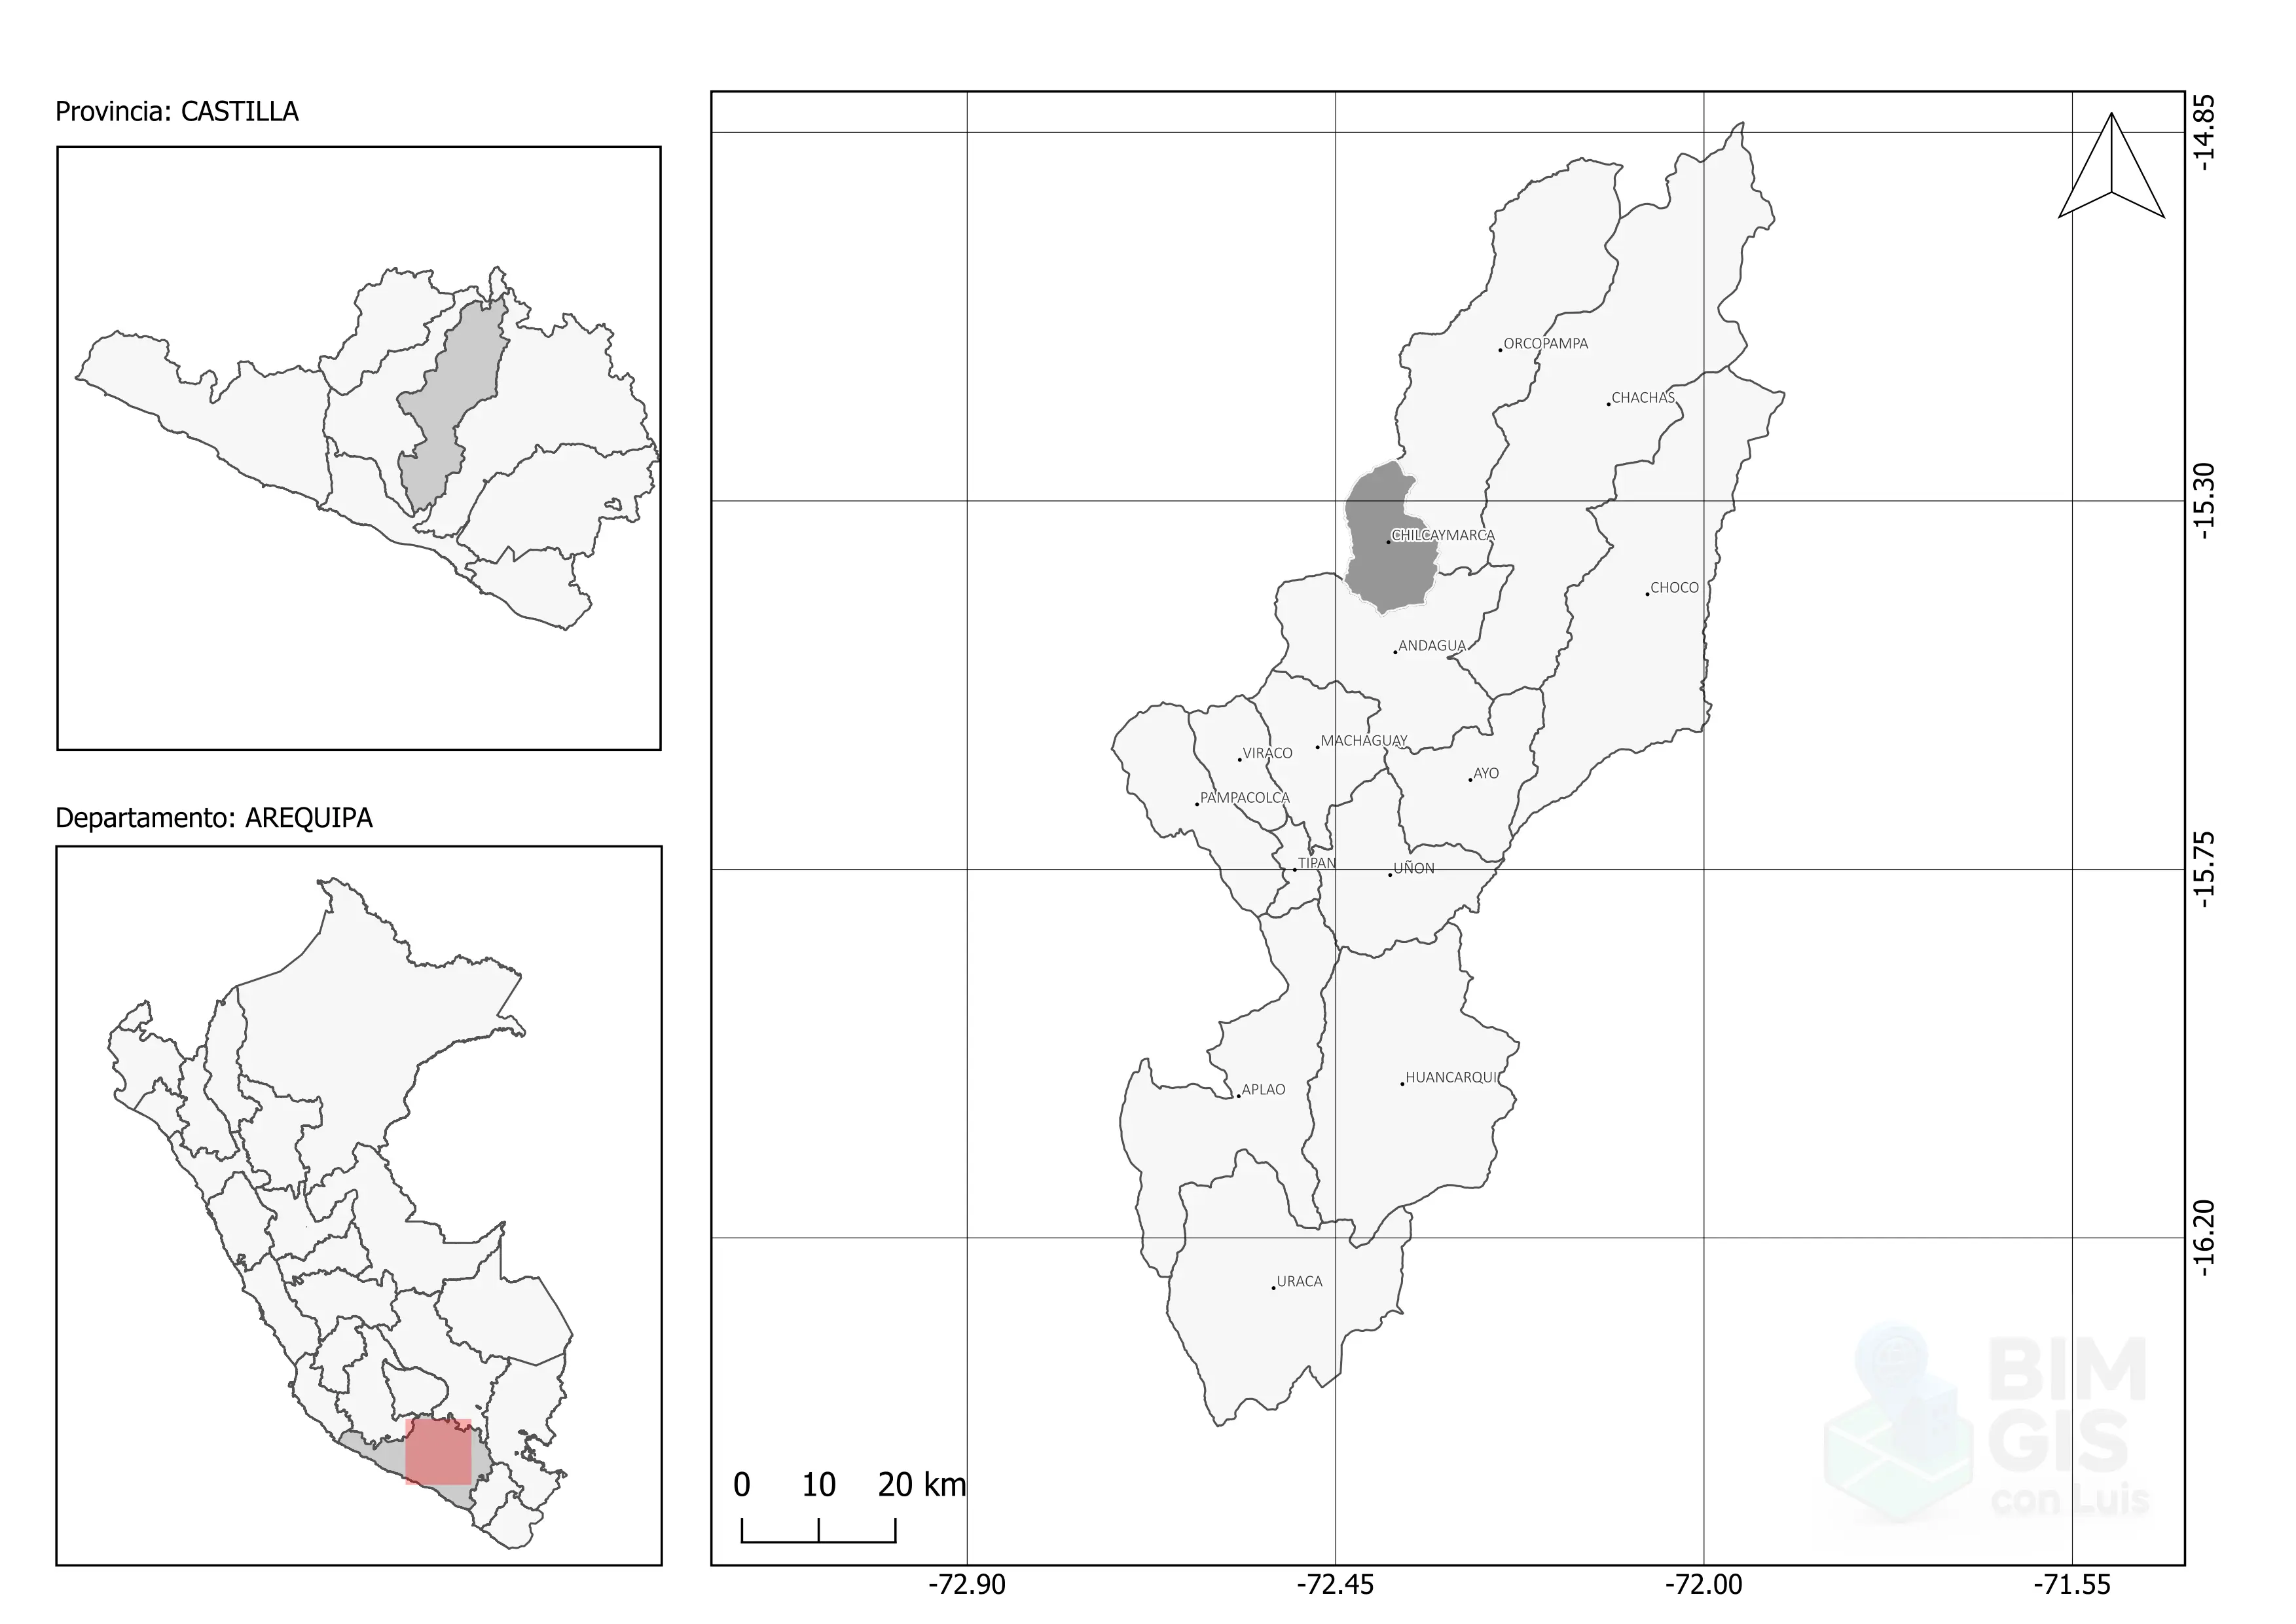 Provincia: CASTILLA
Departamento: AREQUIPA
ORCOPAMPA
CHACHAS
CHILCAYMARCA
CHOCO
ANDAGUA
MACHAGUAY
VIRACO
AYO
PAMPACOLCA
TIPAN
UÑON
HUANCARQUI
APLAO
URACA
-14.85
-15.30
-15.75
-16.20
BIM
GIS
con Luis
0 10 20 km
-72.90 -72.45 -72.00 -71.55